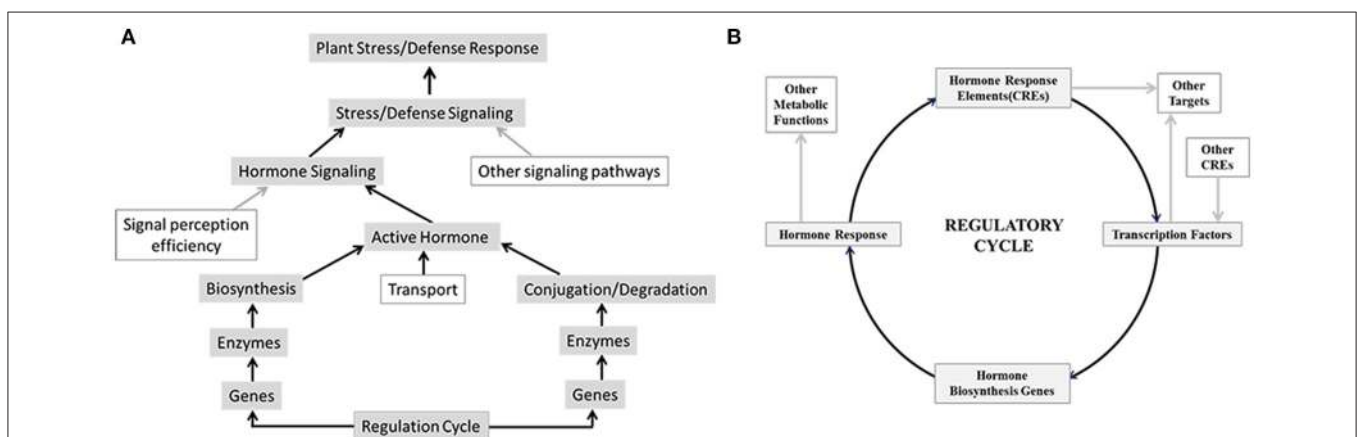 A
Plant Stress/Defense Response
Stress/Defense Signaling
Hormone Signaling
Other signaling pathways
Signal perception
efficiency
Active Hormone
Biosynthesis
Transport
Conjugation/Degradation
Enzymes
Enzymes
Genes
Genes
Regulation Cycle
B
Hormone Response
Elements(CREs)
Other
Metabolic
Functions
Other
Targets
Other
CREs
REGULATORY
CYCLE
Hormone Response
Transcription Factors
Hormone
Biosynthesis Genes